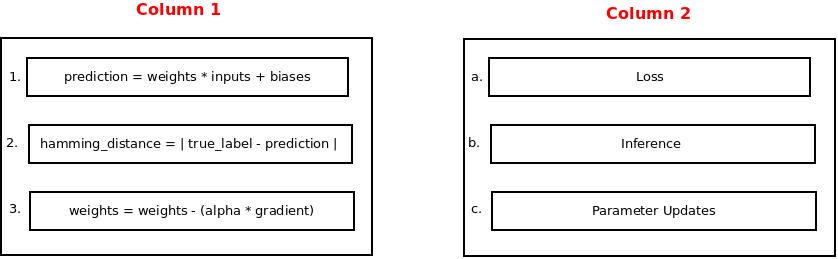 Column 1
1. prediction = weights * inputs + biases
2. hamming_distance = | true_label - prediction |
3. weights = weights - (alpha * gradient)
Column 2
a. Loss
b. Inference
c. Parameter Updates